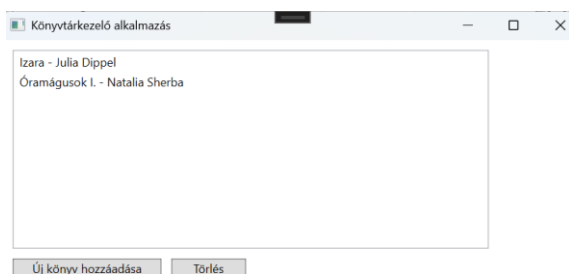 Könyvtárkezelő alkalmazás
Izara - Julia Dippel
Óramágusok I. - Natalia Sherba
Új könyv hozzáadása Törlés